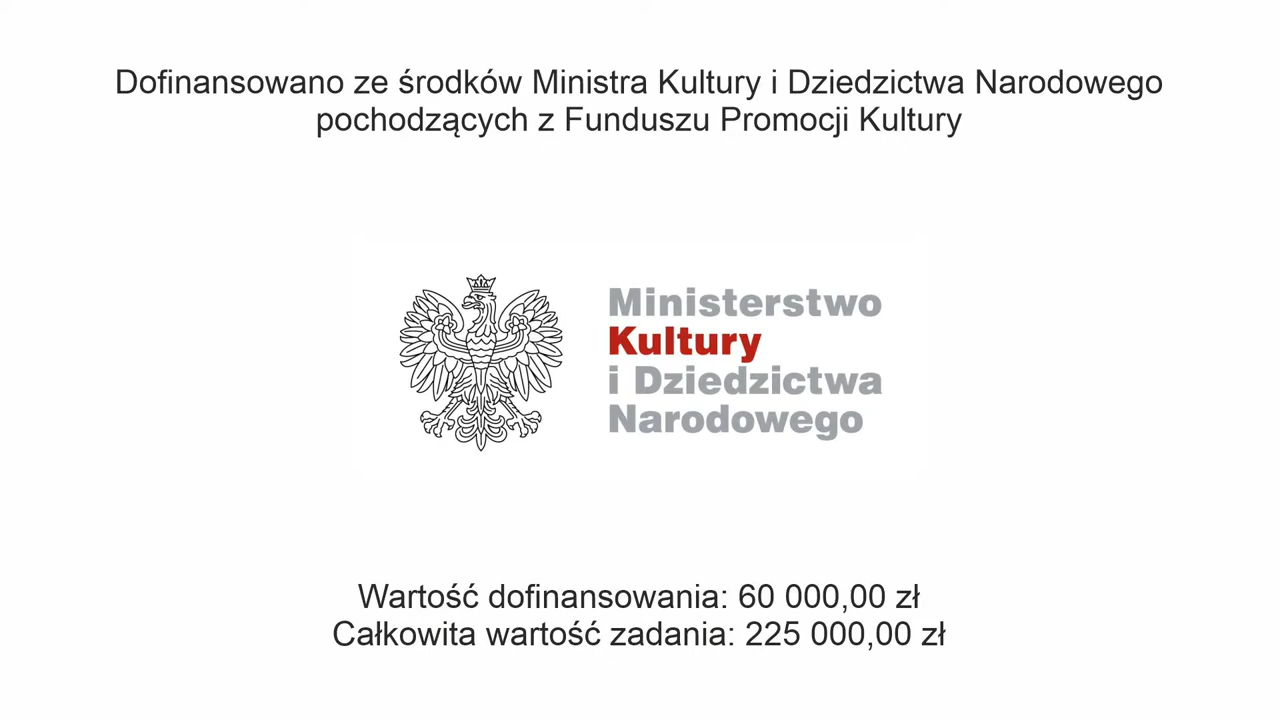 Dofinansowano ze środków Ministra Kultury i Dziedzictwa Narodowego
pochodzących z Funduszu Promocji Kultury
Ministerstwo
Kultury
i Dziedzictwa
Narodowego
Wartość dofinansowania: 60 000,00 zł
Całkowita wartość zadania: 225 000,00 zł